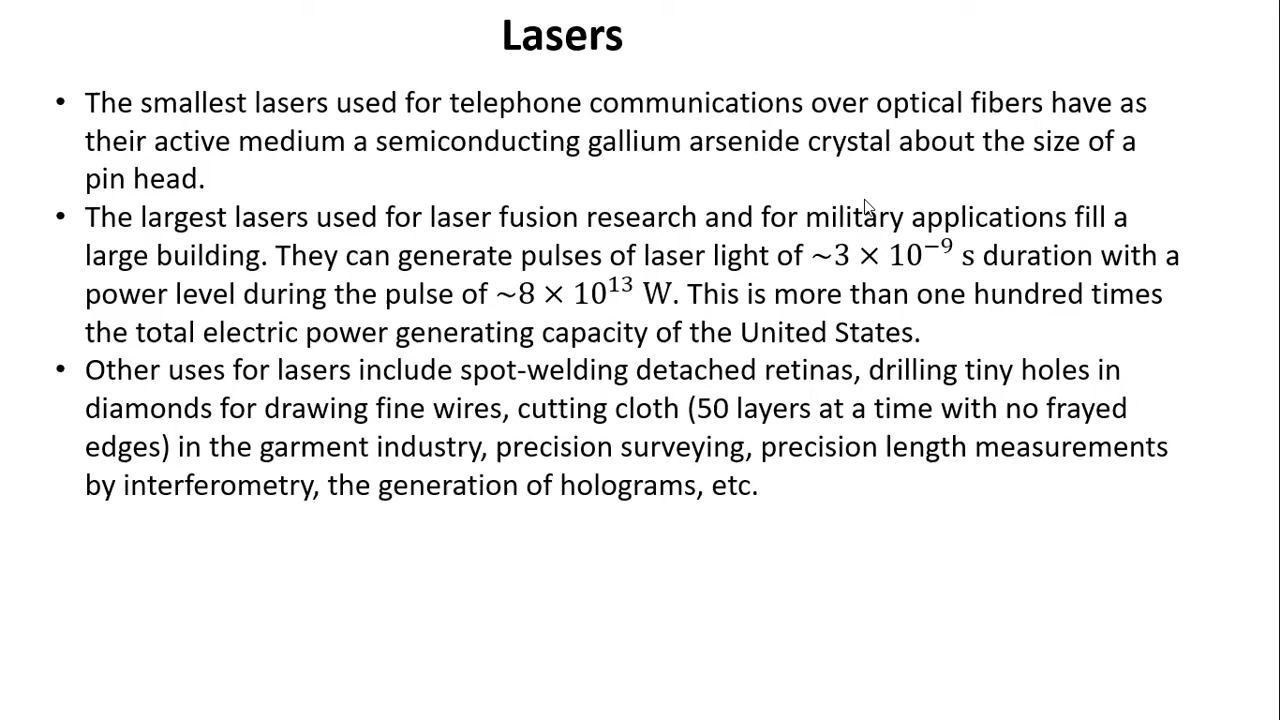 Lasers
• The smallest lasers used for telephone communications over optical fibers have as
their active medium a semiconducting gallium arsenide crystal about the size of a
pin head.
• The largest lasers used for laser fusion research and for military applications fill a
large building. They can generate pulses of laser light of ~3 × 10⁻⁹ s duration with a
power level during the pulse of ~8 × 10¹³ W. This is more than one hundred times
the total electric power generating capacity of the United States.
• Other uses for lasers include spot-welding detached retinas, drilling tiny holes in
diamonds for drawing fine wires, cutting cloth (50 layers at a time with no frayed
edges) in the garment industry, precision surveying, precision length measurements
by interferometry, the generation of holograms, etc.